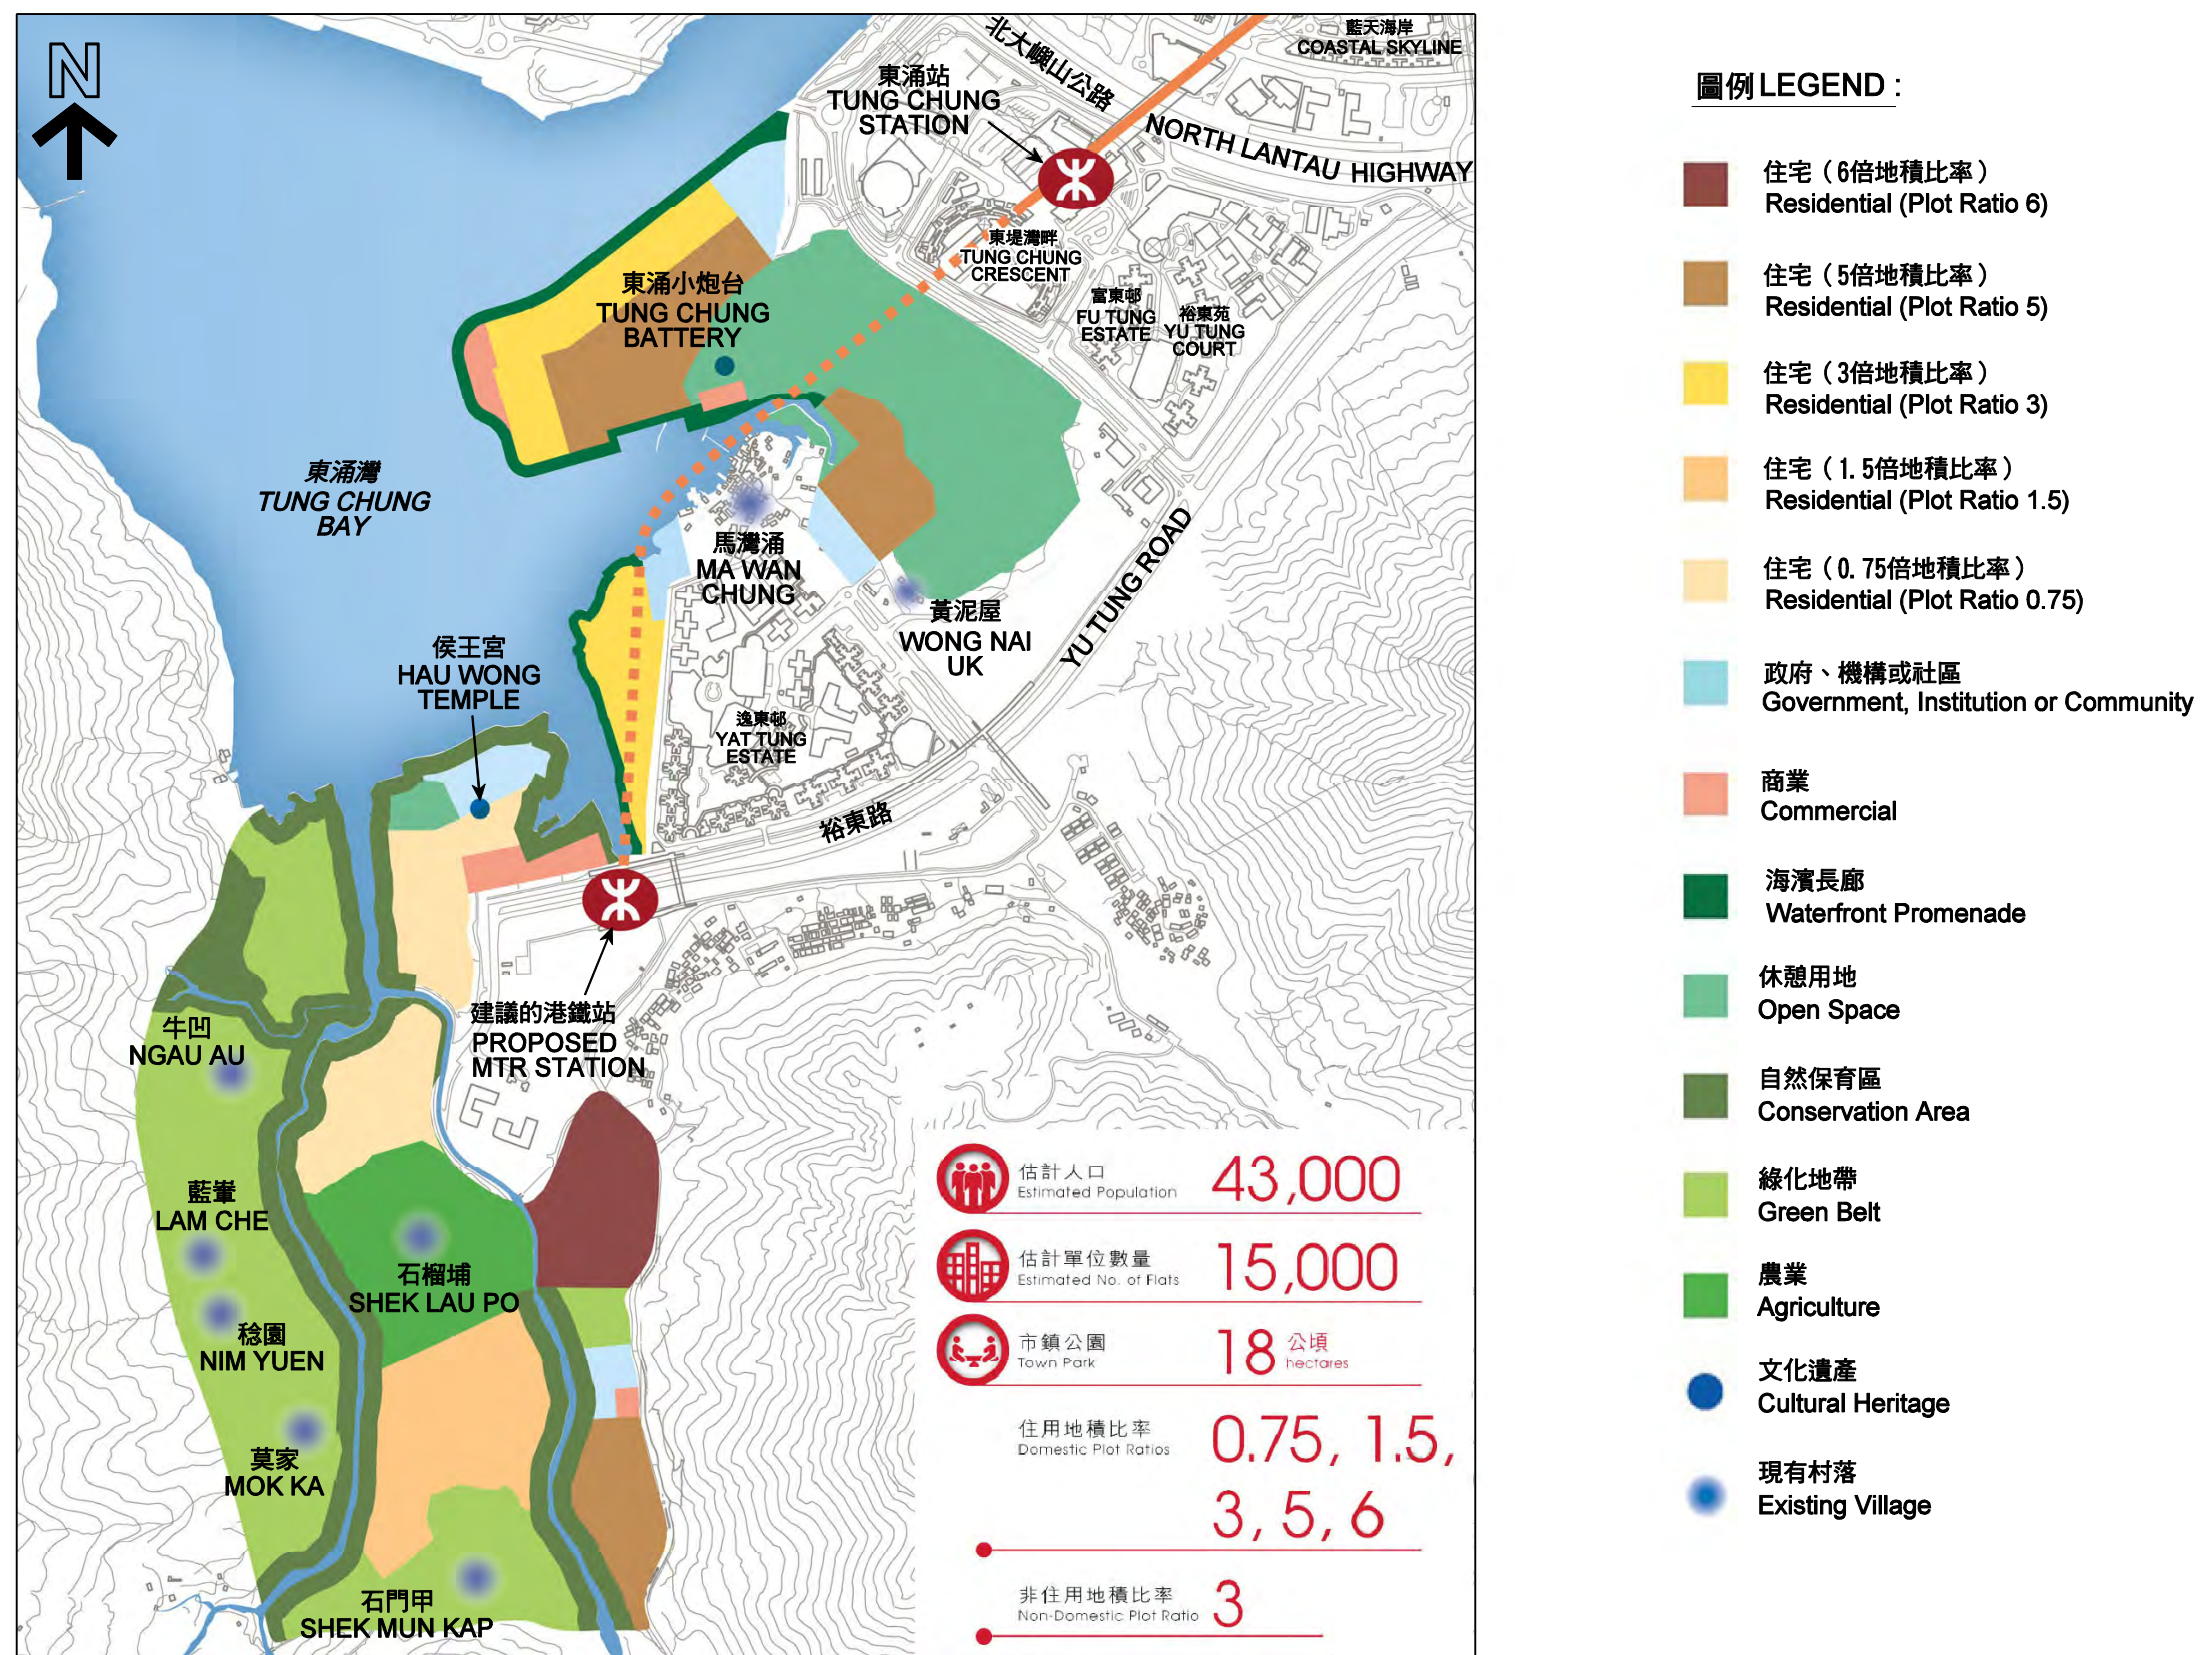 N
藍天海岸
COASTAL SKYLINE
北大嶼山公路
NORTH LANTAU HIGHWAY
東涌站
TUNG CHUNG
STATION
東堤灣畔
TUNG CHUNG
CRESCENT
富東邨
FU TUNG
ESTATE
裕東苑
YU TUNG
COURT
東涌小炮台
TUNG CHUNG
BATTERY
東涌灣
TUNG CHUNG
BAY
馬灣涌
MA WAN
CHUNG
黃泥屋
WONG NAI
UK
YU TUNG ROAD
裕東路
侯王宮
HAU WONG
TEMPLE
逸東邨
YAT TUNG
ESTATE
建議的港鐵站
PROPOSED
MTR STATION
牛凹
NGAU AU
藍輋
LAM CHE
石榴埔
SHEK LAU PO
稔園
NIM YUEN
莫家
MOK KA
石門甲
SHEK MUN KAP
估計人口
Estimated Population
43,000
估計單位數量
Estimated No. of Flats
15,000
市鎮公園
Town Park
18 公頃
hectares
住用地積比率
Domestic Plot Ratios
0.75, 1.5,
3, 5, 6
非住用地積比率
Non-Domestic Plot Ratio
3
圖例 LEGEND :
住宅（6倍地積比率）
Residential (Plot Ratio 6)
住宅（5倍地積比率）
Residential (Plot Ratio 5)
住宅（3倍地積比率）
Residential (Plot Ratio 3)
住宅（1.5倍地積比率）
Residential (Plot Ratio 1.5)
住宅（0.75倍地積比率）
Residential (Plot Ratio 0.75)
政府、機構或社區
Government, Institution or Community
商業
Commercial
海濱長廊
Waterfront Promenade
休憩用地
Open Space
自然保育區
Conservation Area
綠化地帶
Green Belt
農業
Agriculture
文化遺產
Cultural Heritage
現有村落
Existing Village